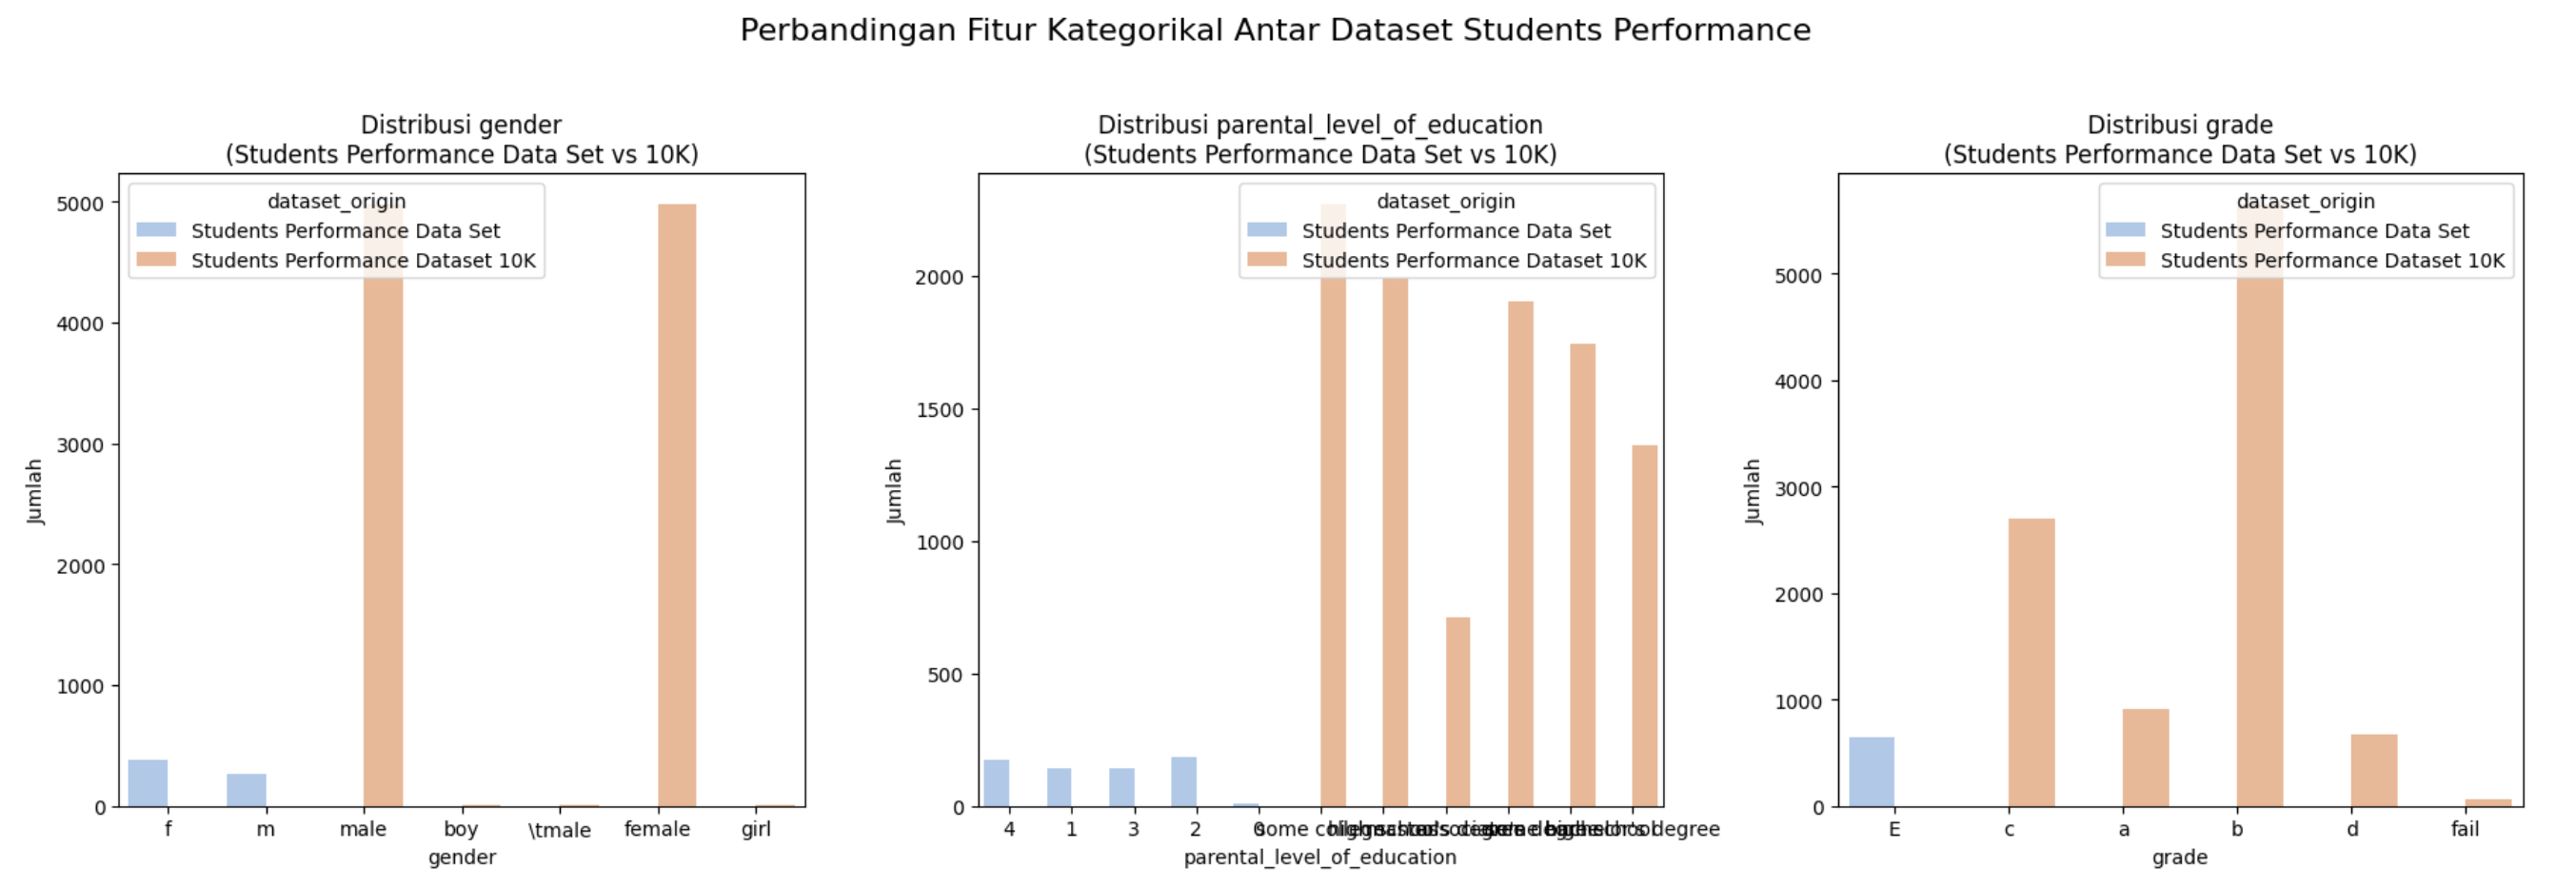 Perbandingan Fitur Kategorikal Antar Dataset Students Performance
Distribusi gender
(Students Performance Data Set vs 10K)
dataset_origin
Students Performance Data Set
Students Performance Dataset 10K
5000
4000
3000
2000
1000
0
Jumlah
f m male boy \tmale female girl
gender
Distribusi parental_level_of_education
(Students Performance Data Set vs 10K)
dataset_origin
Students Performance Data Set
Students Performance Dataset 10K
2000
1500
1000
500
0
Jumlah
4 1 3 2 0 some degree
parental_level_of_education
Distribusi grade
(Students Performance Data Set vs 10K)
dataset_origin
Students Performance Data Set
Students Performance Dataset 10K
5000
4000
3000
2000
1000
0
Jumlah
E c a b d fail
grade